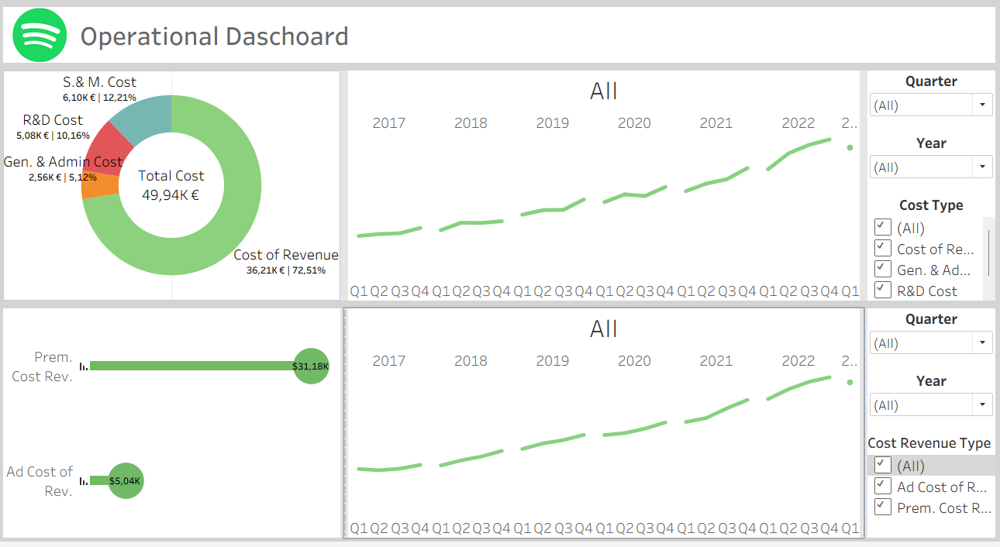 Operational Daschoard
S.& M. Cost
6,10K € | 12,21%
R&D Cost
5,08K € | 10,16%
Gen. & Admin Cost
2,56K € | 5,12%
Total Cost
49,94K €
Cost of Revenue
36,21K € | 72,51%
All
2017 2018 2019 2020 2021 2022 2..
Q1 Q2 Q3 Q4 Q1 Q2 Q3 Q4 Q1 Q2 Q3 Q4 Q1 Q2 Q3 Q4 Q1 Q2 Q3 Q4 Q1 Q2 Q3 Q4 Q1
Quarter
(All)
Year
(All)
Cost Type
(All)
Cost of Re...
Gen. & Ad...
R&D Cost
Prem.
Cost Rev.
$31,18K
Ad Cost of
Rev.
$5,04K
All
2017 2018 2019 2020 2021 2022 2..
Q1 Q2 Q3 Q4 Q1 Q2 Q3 Q4 Q1 Q2 Q3 Q4 Q1 Q2 Q3 Q4 Q1 Q2 Q3 Q4 Q1 Q2 Q3 Q4 Q1
Quarter
(All)
Year
(All)
Cost Revenue Type
(All)
Ad Cost of R...
Prem. Cost R...